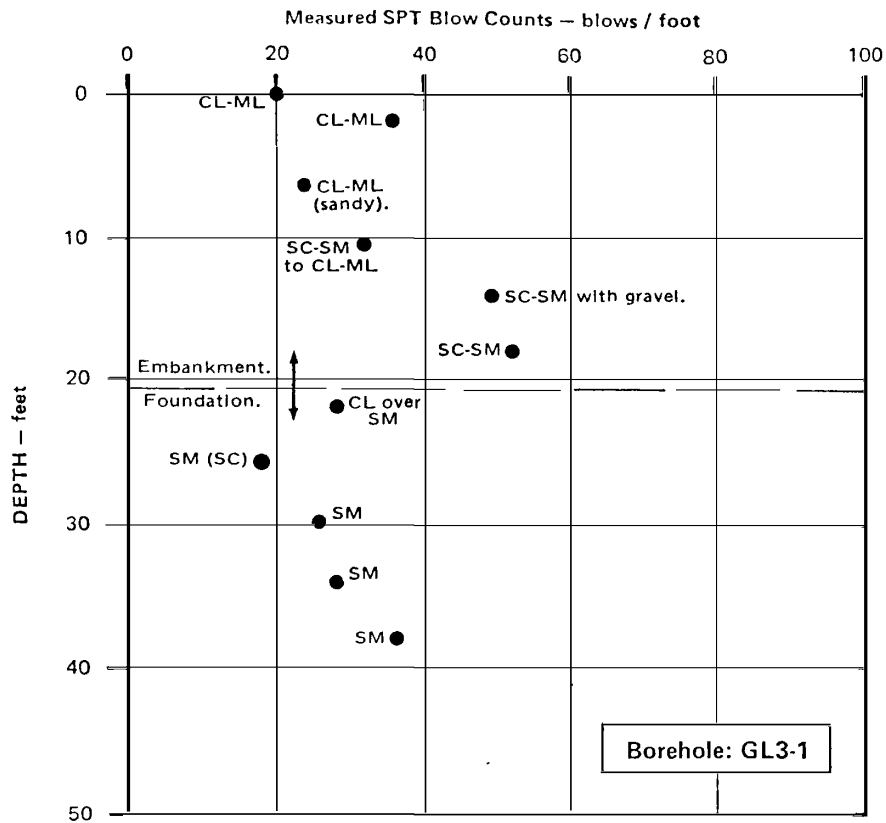 Measured SPT Blow Counts — blows / foot
0 20 40 60 80 100
0
CL-ML
CL-ML
CL-ML
(sandy).
10
SC-SM
to CL-ML
SC-SM with gravel.
SC-SM
Embankment.
20
Foundation.
CL over
SM
SM (SC)
DEPTH — feet
SM
30
SM
SM
40
Borehole: GL3-1
50